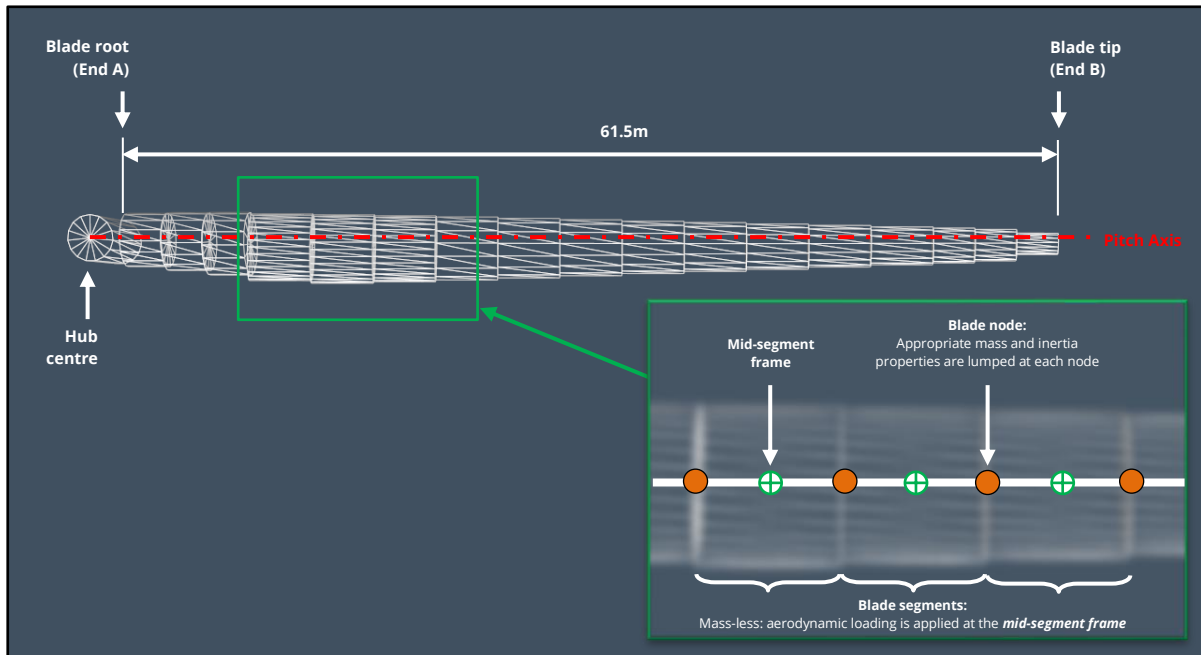 Blade root
(End A)
Blade tip
(End B)
61.5m
Pitch Axis
Hub
centre
Blade node:
Appropriate mass and inertia
properties are lumped at each node
Mid-segment
frame
Blade segments:
Mass-less: aerodynamic loading is applied at the mid-segment frame